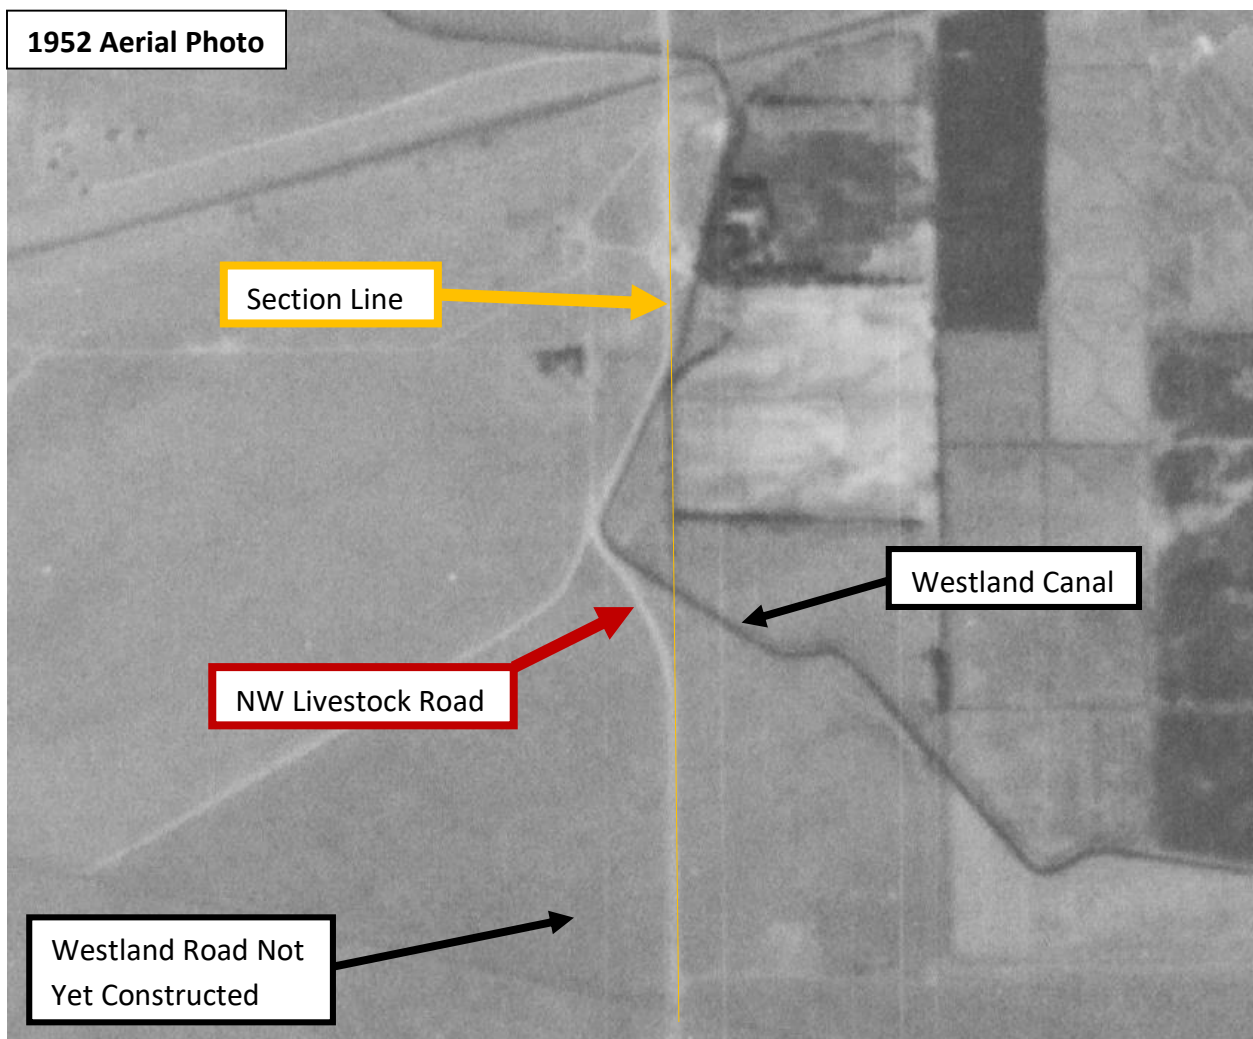 1952 Aerial Photo
Section Line
Westland Canal
NW Livestock Road
Westland Road Not
Yet Constructed